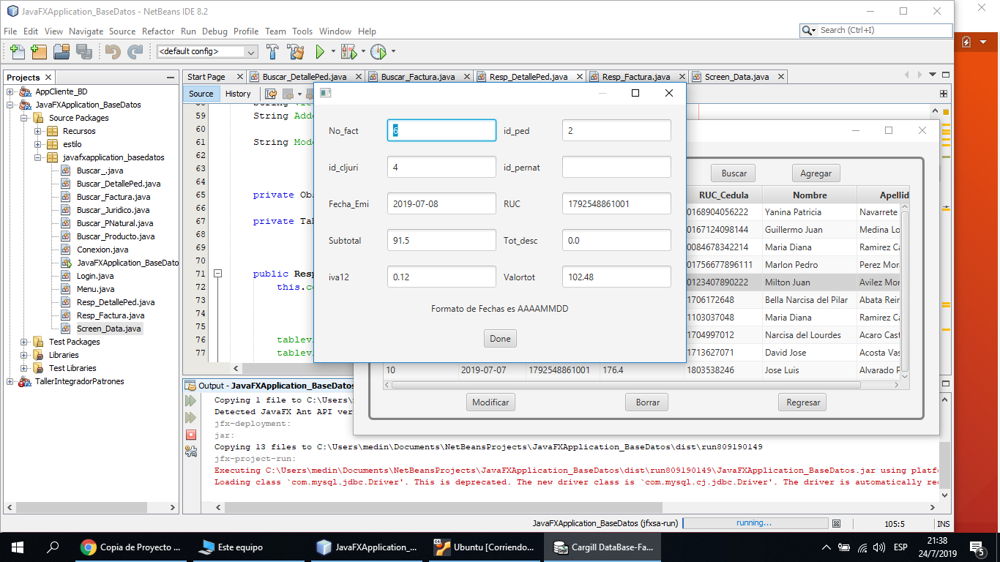 JavaFXApplication_BaseDatos - NetBeans IDE 8.2
File Edit View Navigate Source Refactor Run Debug Profile Team Tools Window Help
Search (Ctrl+I)
<default config>
Projects
AppCliente_BD
JavaFXApplication_BaseDatos
Source Packages
Recursos
estilo
javafxapplication_basedatos
Buscar_.java
Buscar_DetallePed.java
Buscar_Factura.java
Buscar_Juridico.java
Buscar_PNatural.java
Buscar_Producto.java
Conexion.java
JavaFXApplication_BaseDato
Login.java
Menu.java
Resp_DetallePed.java
Resp_Factura.java
Screen_Data.java
Test Packages
Libraries
Test Libraries
TallerIntegradorPatrones
Start Page Buscar_DetallePed.java Buscar_Factura.java Resp_DetallePed.java Resp_Factura.java Screen_Data.java
Source History
59 String Adde
60
61 String Mod
62
63
64
65 private Obs
66
67 private Tab
68
69
70
71 public Resp
72 this.co
73
74
75
76 tablevi
77 tablevi
No_fact 6 id_ped 2
id_cljuri 4 id_pernat
Fecha_Emi 2019-07-08 RUC 1792548861001
Subtotal 91.5 Tot_desc 0.0
iva12 0.12 Valortot 102.48
Formato de Fechas es AAAAMMDD
Done
Buscar Agregar
RUC_Cedula Nombre Apellid
0168904056222 Yanina Patricia Navarrete
0167124098144 Guillermo Juan Medina Lo
0084678342214 Maria Diana Ramirez Ca
01756677896111 Marlon Pedro Perez Mora
0123407890222 Milton Juan Avilez Mor
1706172648 Bella Narcisa del Pilar Abata Rein
1103037048 Maria Diana Ramirez Ca
1704997012 Narcisa del Lourdes Acaro Cast
1713627071 David Jose Acosta Vas
10 2019-07-07 1792548861001 176.4 1803538246 Jose Luis Alvarado P
Modificar Borrar Regresar
Output - JavaFXApplication_BaseDatos
Copying 1 file to C:\Users\m
Detected JavaFX Ant API ver
jfx-deployment:
jar:
Copying 13 files to C:\Users\medin\Documents\NetBeansProjects\JavaFXApplication_BaseDatos\dist\run809190149
jfx-project-run:
Executing C:\Users\medin\Documents\NetBeansProjects\JavaFXApplication_BaseDatos\dist\run809190149\JavaFXApplication_BaseDatos.jar using platf
Loading class `com.mysql.jdbc.Driver'. This is deprecated. The new driver class is `com.mysql.cj.jdbc.Driver'. The driver is automatically re
JavaFXApplication_BaseDatos (jfxsa-run) running... 105:5 INS
Copia de Proyecto ... Este equipo JavaFXApplication_... Ubuntu [Corriendo... Cargill DataBase-Fa... ESP 21:38
24/7/2019 5